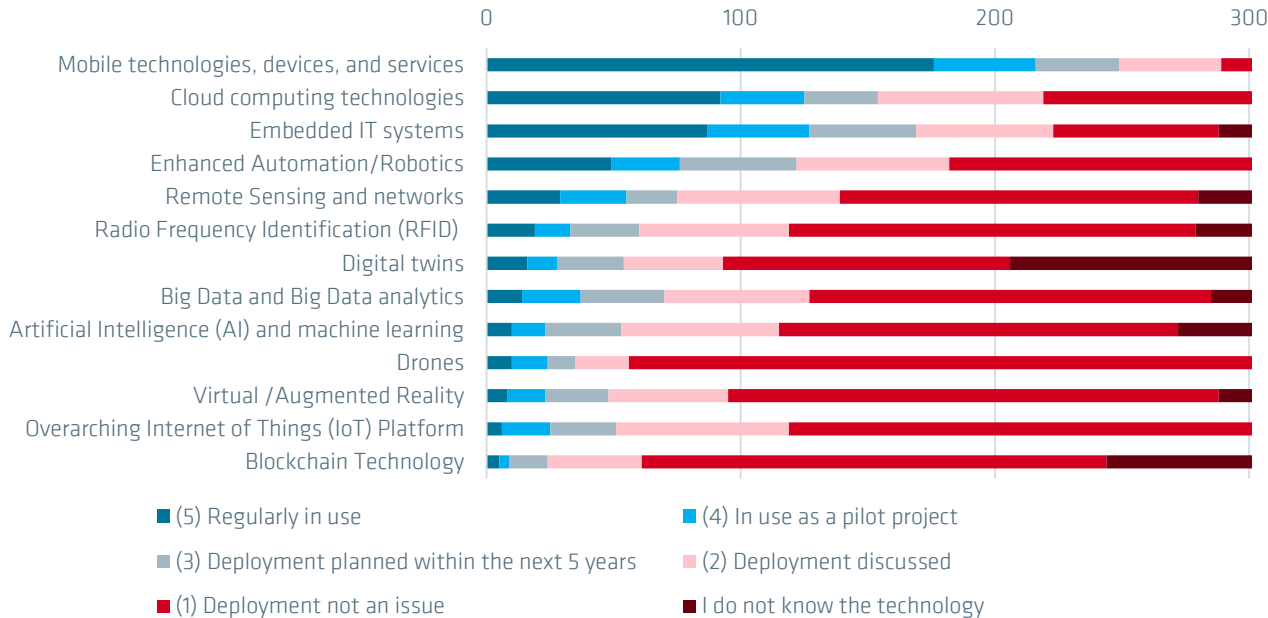 0 100 200 300
Mobile technologies, devices, and services
Cloud computing technologies
Embedded IT systems
Enhanced Automation/Robotics
Remote Sensing and networks
Radio Frequency Identification (RFID)
Digital twins
Big Data and Big Data analytics
Artificial Intelligence (AI) and machine learning
Drones
Virtual /Augmented Reality
Overarching Internet of Things (IoT) Platform
Blockchain Technology
(5) Regularly in use
(4) In use as a pilot project
(3) Deployment planned within the next 5 years
(2) Deployment discussed
(1) Deployment not an issue
I do not know the technology